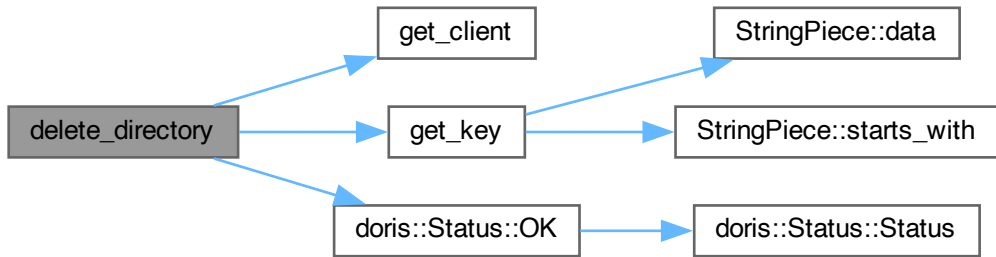 delete_directory
get_client
get_key
StringPiece::data
StringPiece::starts_with
doris::Status::OK
doris::Status::Status